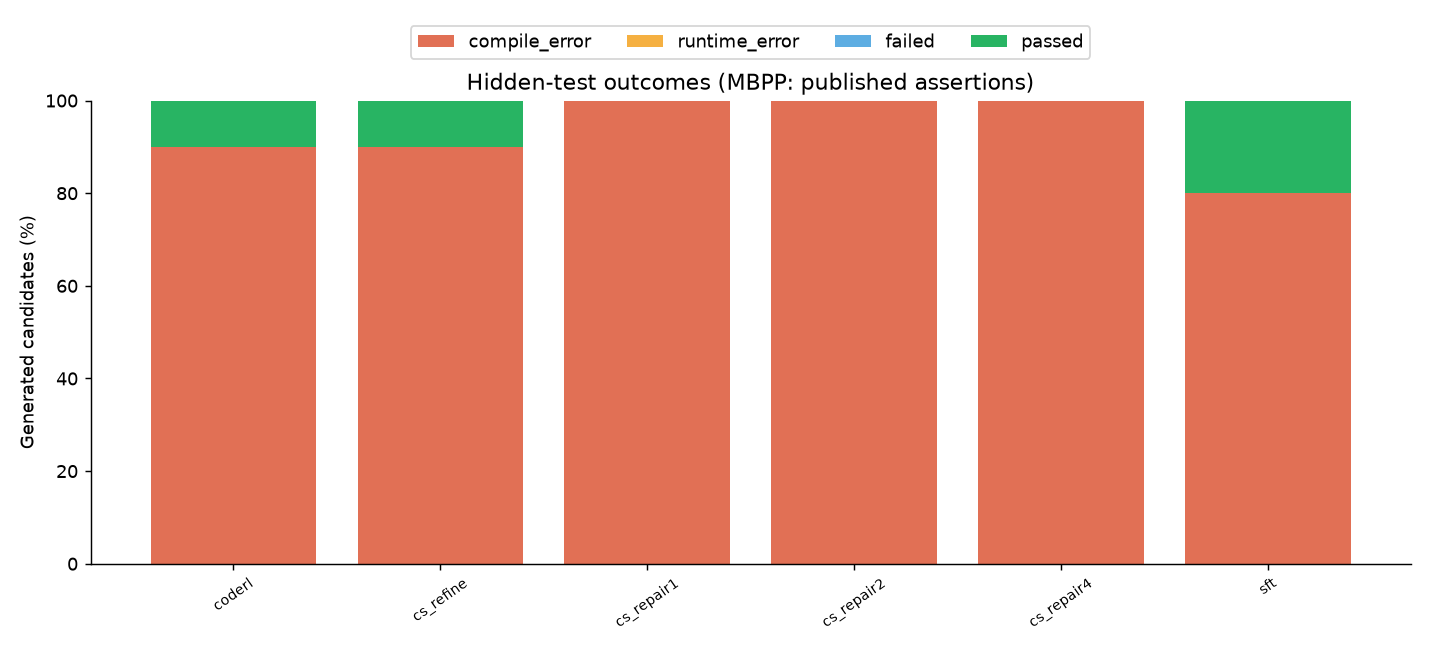 compile_error runtime_error failed passed
Hidden-test outcomes (MBPP: published assertions)
Generated candidates (%)
100
80
60
40
20
0
coderl cs_refine cs_repair1 cs_repair2 cs_repair4 sft